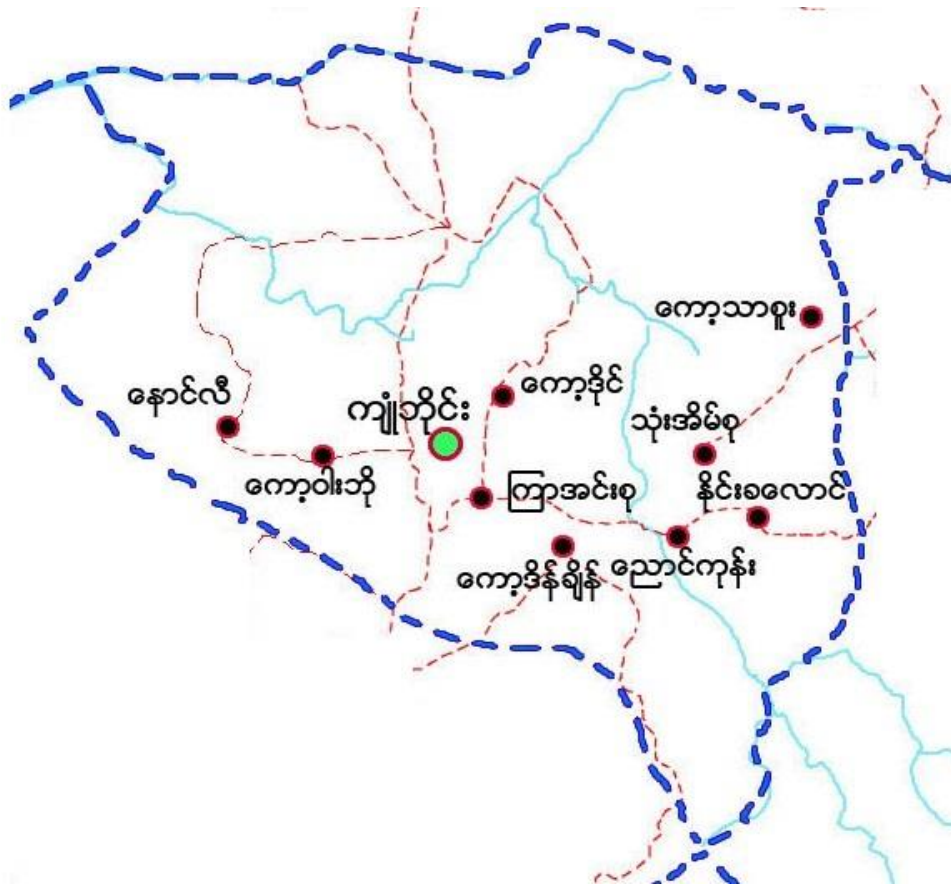 ကော့သာစူး
နောင်လီ
ကျုံဘိုင်း
ကော့ဒိုင်
သုံးအိမ်စု
ကော့ဝါးဘို
ကြာအင်းစု
နိုင်းခလောင်
ကော့ဒိန်ချိန်
ညောင်ကုန်း